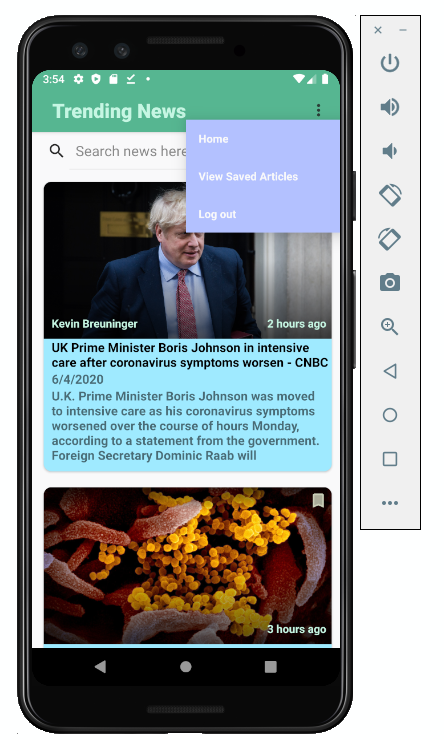 3:54
Trending News
Home
Search news here
View Saved Articles
Log out
Kevin Breuninger
2 hours ago
UK Prime Minister Boris Johnson in intensive
care after coronavirus symptoms worsen - CNBC
6/4/2020
U.K. Prime Minister Boris Johnson was moved
to intensive care as his coronavirus symptoms
worsened over the course of hours Monday,
according to a statement from the government.
Foreign Secretary Dominic Raab will
3 hours ago